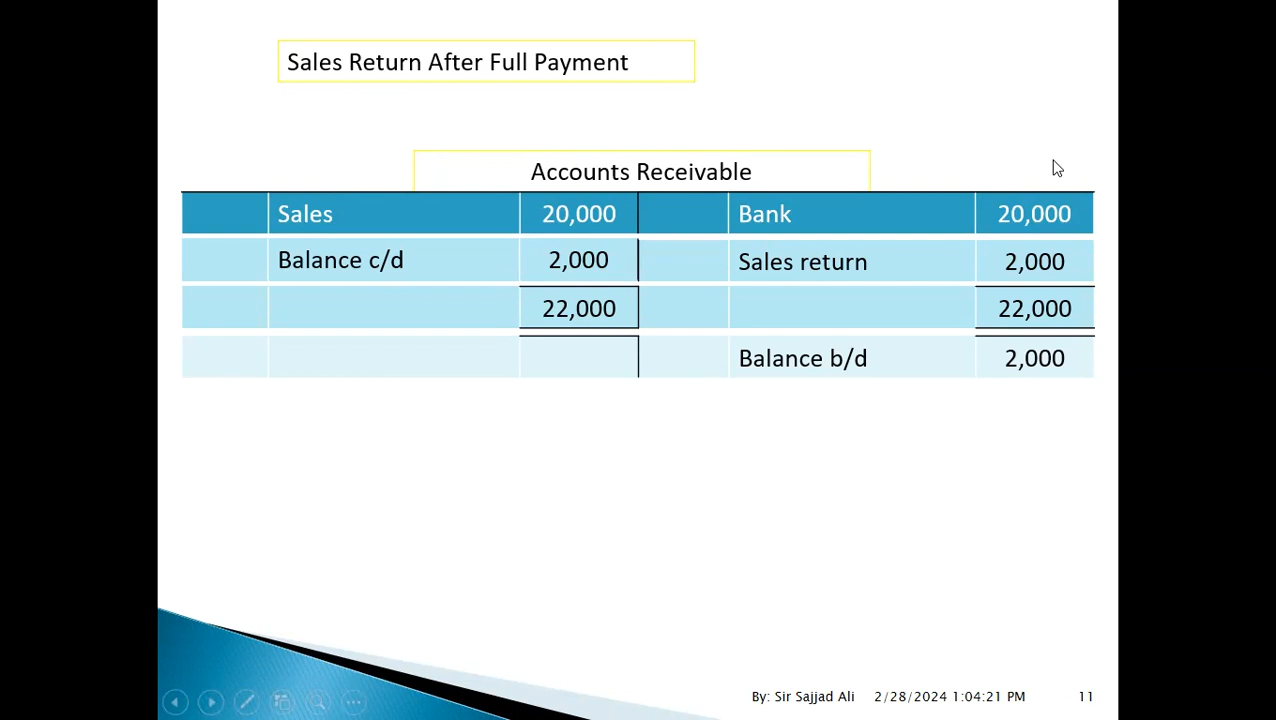 Sales Return After Full Payment
Accounts Receivable
Sales 20,000 Bank 20,000
Balance c/d 2,000 Sales return 2,000
22,000 22,000
Balance b/d 2,000
By: Sir Sajjad Ali 2/28/2024 1:04:21 PM 11